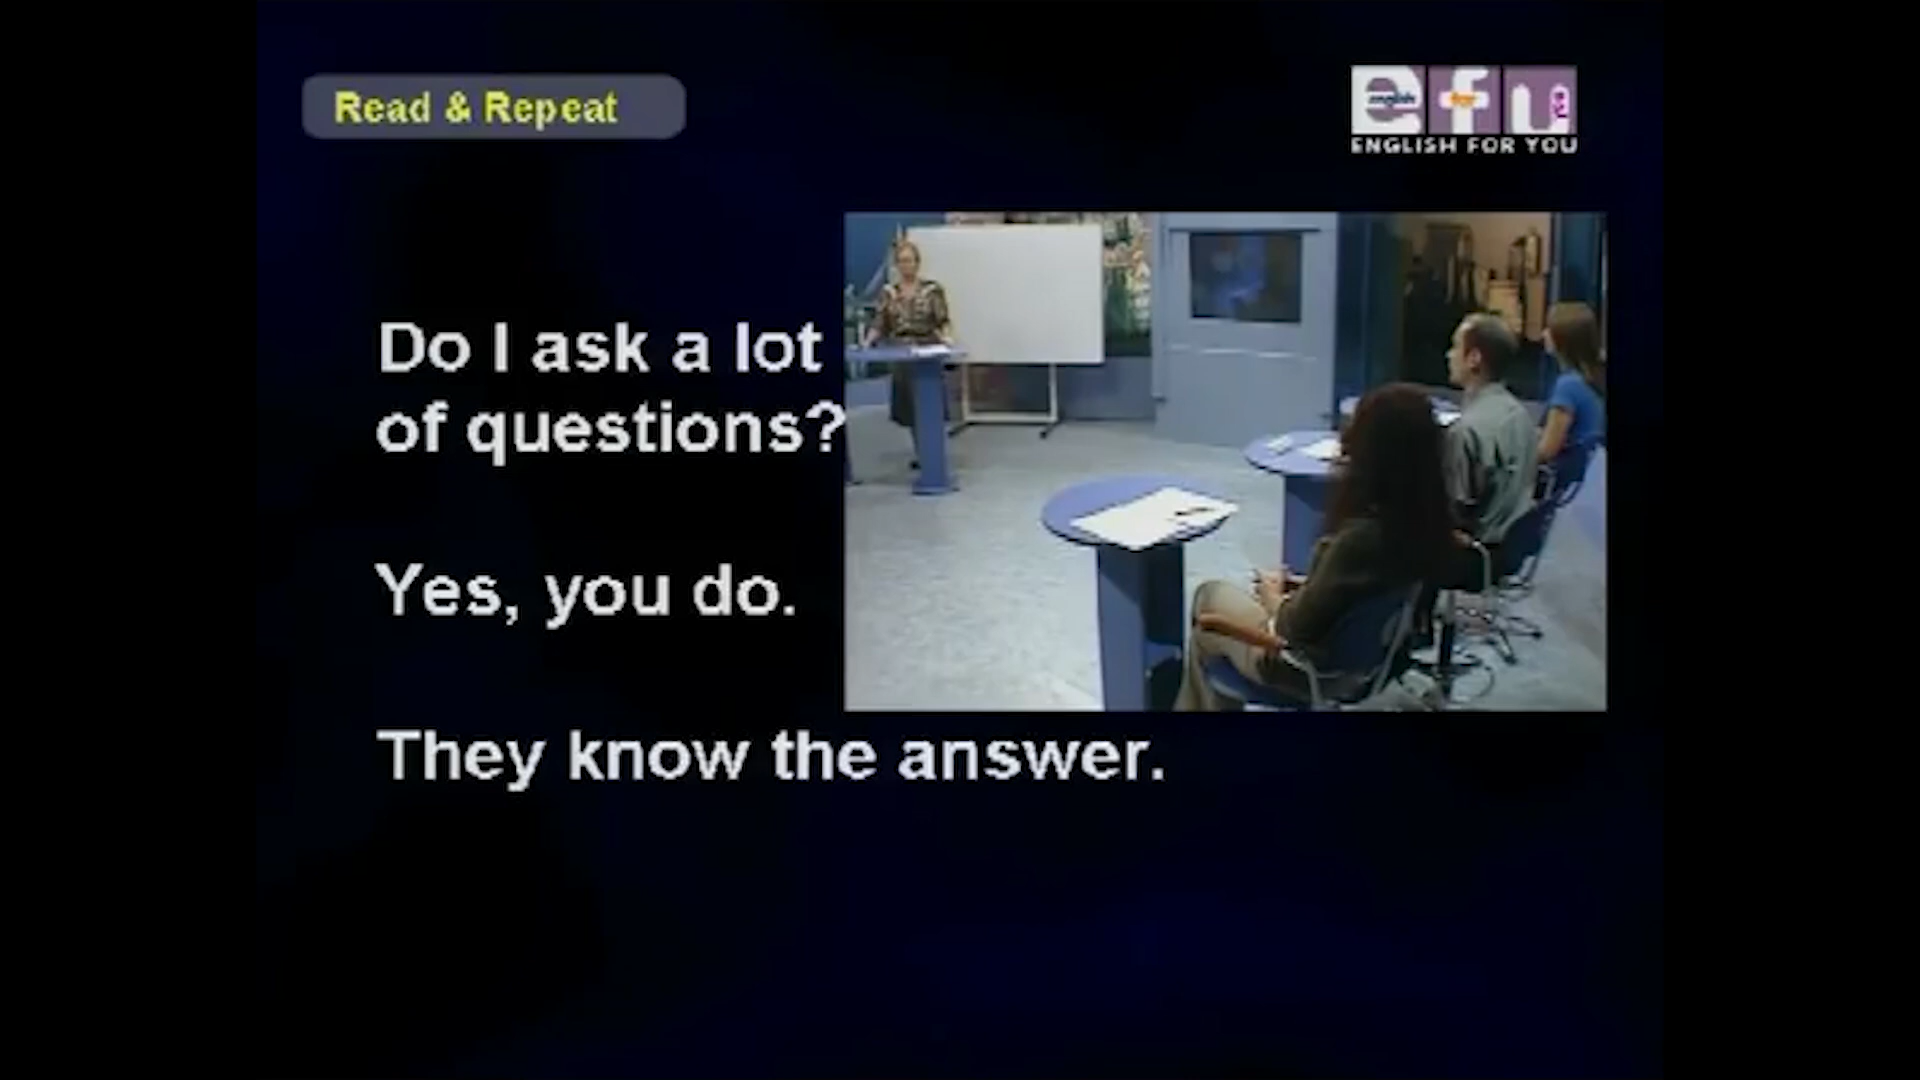 Read & Repeat
efu
ENGLISH FOR YOU
Do I ask a lot
of questions?
Yes, you do.
They know the answer.